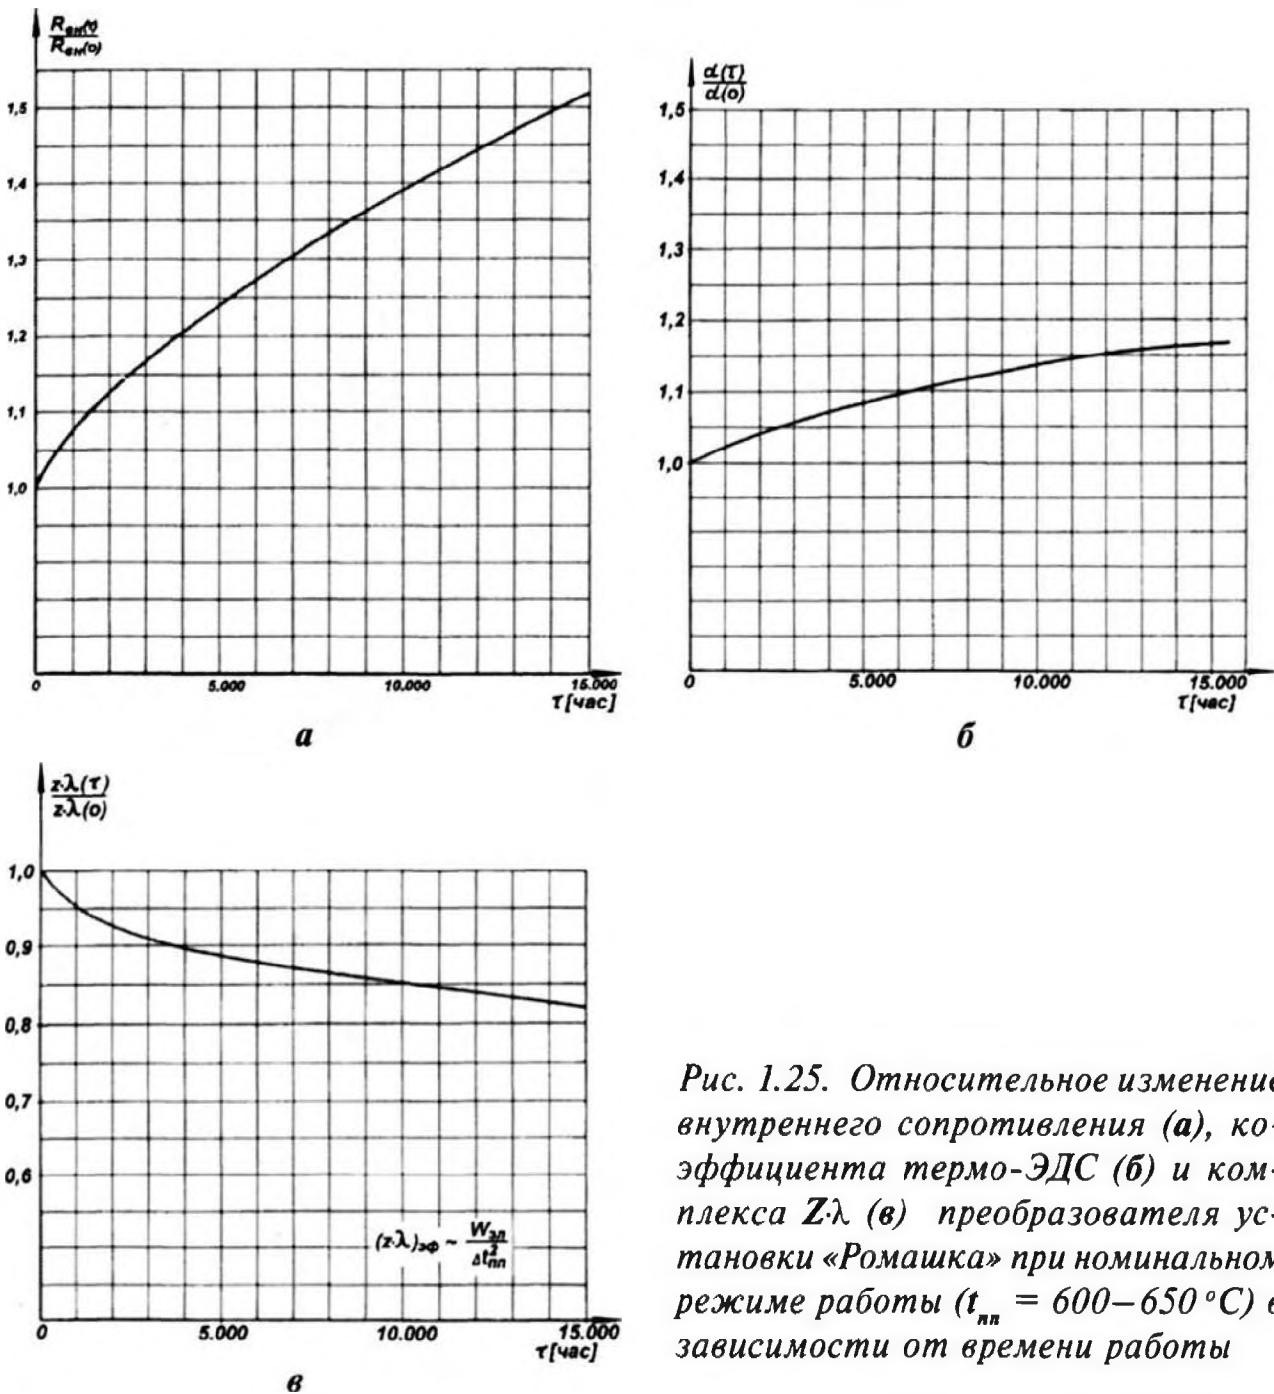 Rвн(τ)
Rвн(о)
1,5
1,4
1,3
1,2
1,1
1,0
0
5.000
10.000
15.000
τ[час]
а
α(τ)
α(о)
1,5
1,4
1,3
1,2
1,1
1,0
0
5.000
10.000
15.000
τ[час]
б
z·λ(τ)
z·λ(о)
1,0
0,9
0,8
0,7
0,6
(z·λ)эф ~ Wэл
Δt²пп
0
5.000
10.000
15.000
τ[час]
в
Рис. 1.25. Относительное изменение
внутреннего сопротивления (а), ко-
эффициента термо-ЭДС (б) и ком-
плекса Z·λ (в) преобразователя ус-
тановки «Ромашка» при номинальном
режиме работы (tпп = 600–650 °С) в
зависимости от времени работы